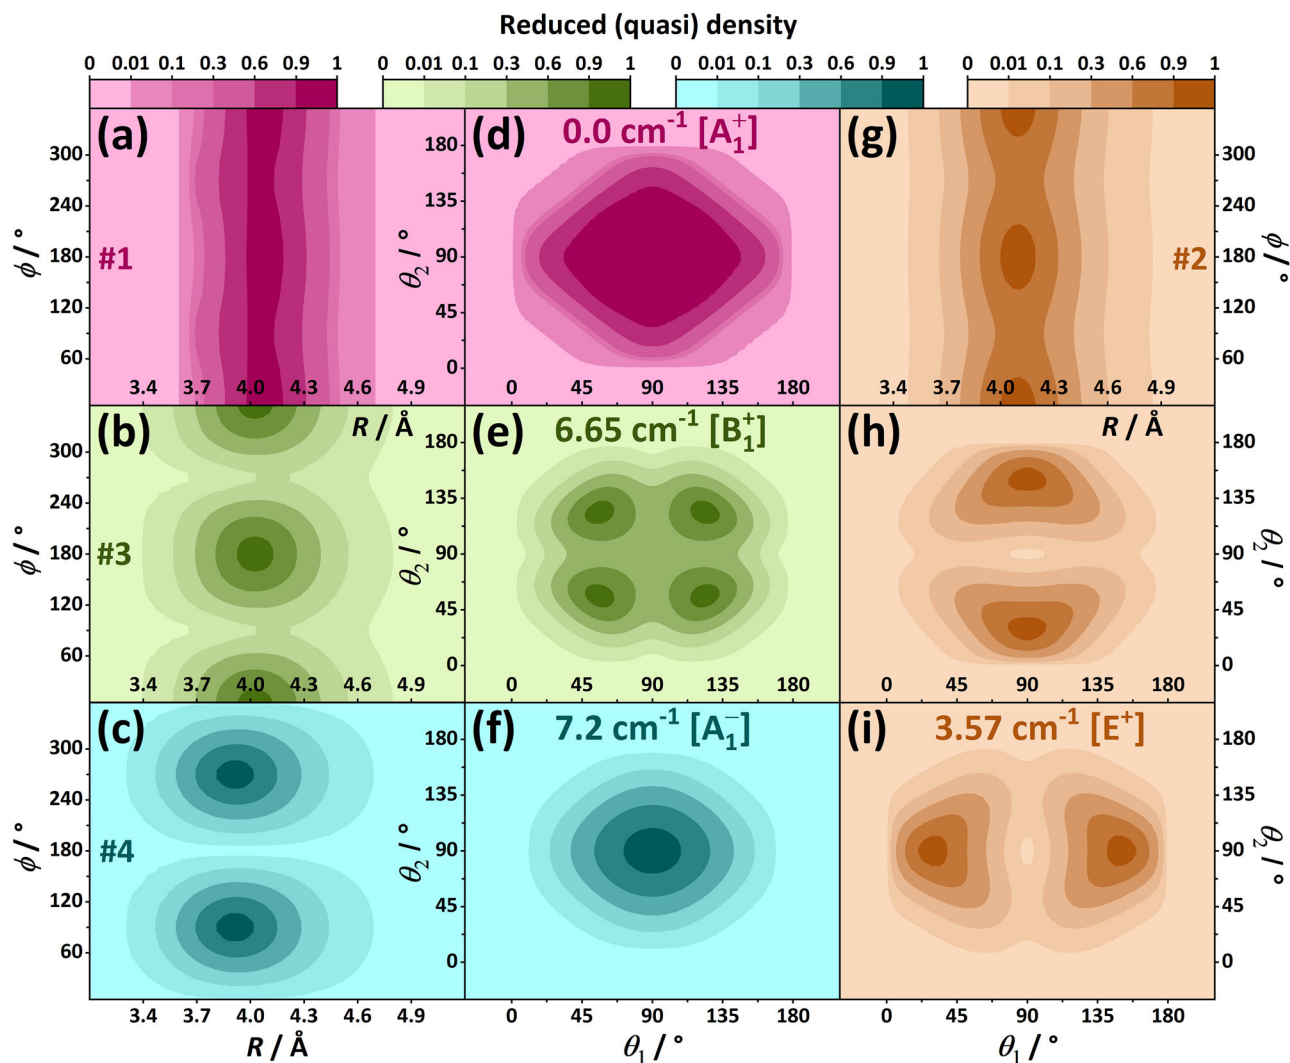 Reduced (quasi) density
0 0.01 0.1 0.3 0.6 0.9 1
0 0.01 0.1 0.3 0.6 0.9 1
0 0.01 0.1 0.3 0.6 0.9 1
0 0.01 0.1 0.3 0.6 0.9 1
(a)
300
240
180
120
60
ϕ / °
#1
3.4 3.7 4.0 4.3 4.6 4.9
R / Å
(d)
0.0 cm⁻¹ [A₁⁺]
180
135
90
45
0
θ₂ / °
0 45 90 135 180
(g)
300
240
180
120
60
ϕ / °
#2
3.4 3.7 4.0 4.3 4.6 4.9
R / Å
(b)
300
240
180
120
60
ϕ / °
#3
3.4 3.7 4.0 4.3 4.6 4.9
(e)
6.65 cm⁻¹ [B₁⁺]
180
135
90
45
0
θ₂ / °
0 45 90 135 180
(h)
180
135
90
45
0
θ₂ / °
0 45 90 135 180
(c)
300
240
180
120
60
ϕ / °
#4
3.4 3.7 4.0 4.3 4.6 4.9
R / Å
(f)
7.2 cm⁻¹ [A₁⁻]
180
135
90
45
0
θ₂ / °
0 45 90 135 180
θ₁ / °
(i)
3.57 cm⁻¹ [E⁺]
180
135
90
45
0
θ₂ / °
0 45 90 135 180
θ₁ / °